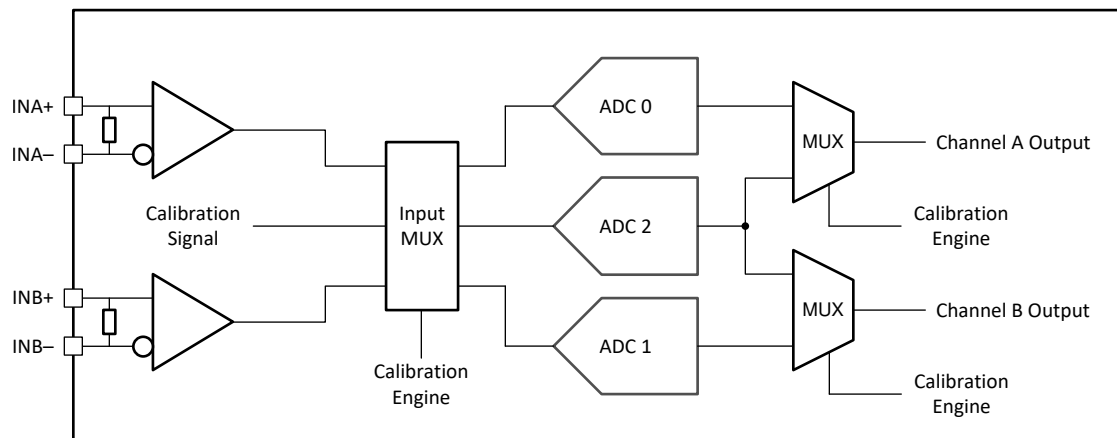 INA+
INA–
ADC 0
MUX
Channel A Output
Calibration
Signal
Input
MUX
ADC 2
Calibration
Engine
INB+
INB–
ADC 1
MUX
Channel B Output
Calibration
Engine
Calibration
Engine